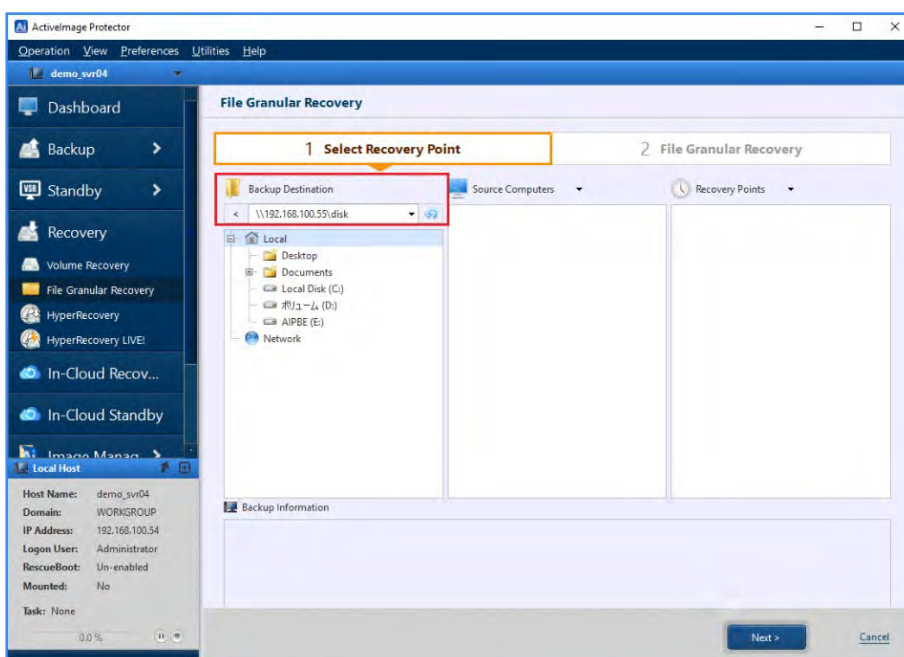 Ai ActiveImage Protector
Operation View Preferences Utilities Help
demo_svr04
Dashboard
Backup
Standby
Recovery
Volume Recovery
File Granular Recovery
HyperRecovery
HyperRecovery LIVE!
In-Cloud Recov...
In-Cloud Standby
Image Manag
Local Host
Host Name: demo_svr04
Domain: WORKGROUP
IP Address: 192.168.100.54
Logon User: Administrator
RescueBoot: Un-enabled
Mounted: No
Task: None
0.0 %
File Granular Recovery
1 Select Recovery Point
2 File Granular Recovery
Backup Destination
< \\192.168.100.55\disk
Local
Desktop
Documents
Local Disk (C:)
ボリューム (D:)
AIPBE (E:)
Network
Source Computers
Recovery Points
Backup Information
Next >
Cancel